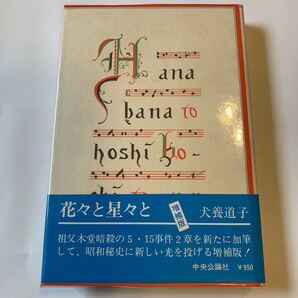 Hana
hana to
hoshi bo-
花々と星々と
増補版
犬養道子
祖父木堂暗殺の5・15事件2章を新たに加筆
して、昭和秘史に新しい光を投げる増補版!
中央公論社 ￥950